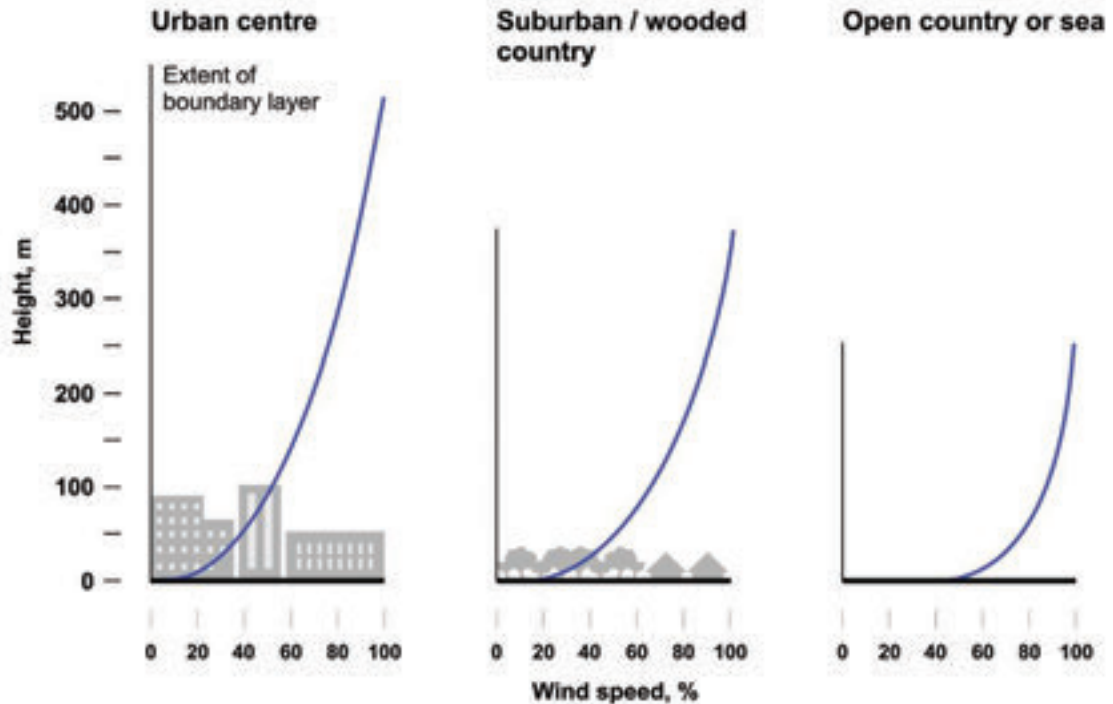 Urban centre
Suburban / wooded
country
Open country or sea
Extent of
boundary layer
Height, m
500
400
300
200
100
0
0 20 40 60 80 100
0 20 40 60 80 100
0 20 40 60 80 100
Wind speed, %